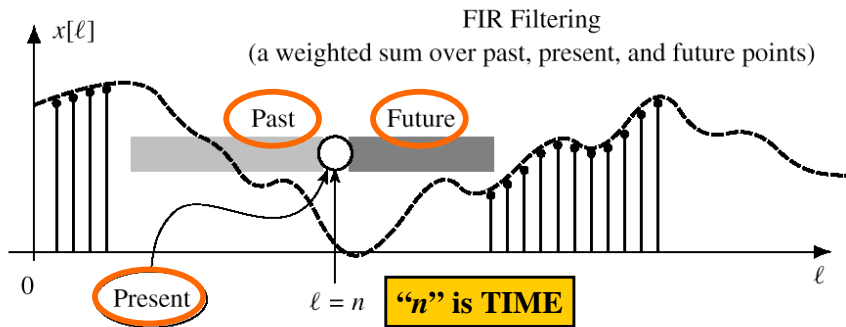 x[ℓ]
FIR Filtering
(a weighted sum over past, present, and future points)
Past
Future
0
Present
ℓ = n
“n” is TIME
ℓ